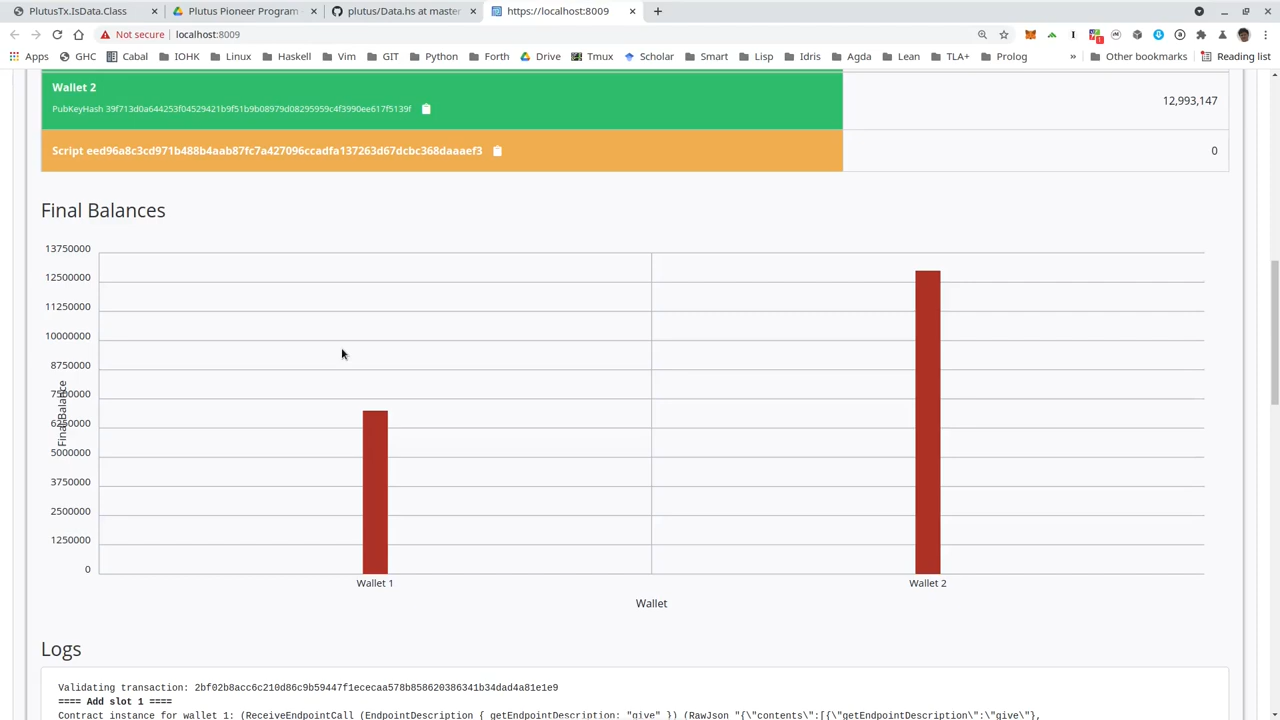 PlutusTx.IsData.Class
Plutus Pioneer Program
plutus/Data.hs at master
https://localhost:8009
Not secure
localhost:8009
Apps
GHC
Cabal
IOHK
Linux
Haskell
Vim
GIT
Python
Forth
Drive
Tmux
Scholar
Smart
Lisp
Idris
Agda
Lean
TLA+
Prolog
»
Other bookmarks
Reading list
Wallet 2
PubKeyHash 39f713d0a644253f04529421b9f51b9b08979d08295959c4f3990ee617f5139f
12,993,147
Script eed96a8c3cd971b488b4aab87fc7a427096ccadfa137263d67dcbc368daaaef3
0
Final Balances
13750000
12500000
11250000
10000000
8750000
7500000
6250000
5000000
3750000
2500000
1250000
0
Final Balance
Wallet 1
Wallet 2
Wallet
Logs
Validating transaction: 2bf02b8acc6c210d86c9b59447f1ececaa578b858620386341b34dad4a81e1e9
==== Add slot 1 ====
Contract instance for wallet 1: (ReceiveEndpointCall (EndpointDescription { getEndpointDescription: "give" }) (RawJson "{\"contents\":[{\"getEndpointDescription\":\"give\"},